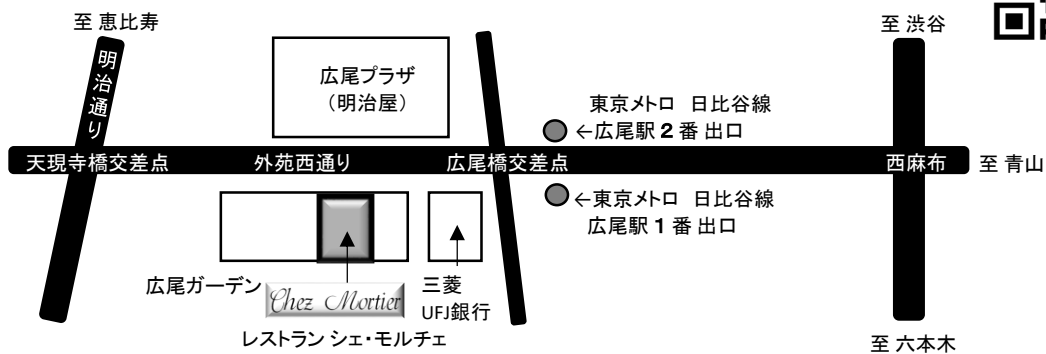 至 恵比寿
至 渋谷
明治通り
広尾プラザ
（明治屋）
東京メトロ 日比谷線
←広尾駅 2 番 出口
天現寺橋交差点
外苑西通り
広尾橋交差点
西麻布
至 青山
←東京メトロ 日比谷線
広尾駅 1 番 出口
広尾ガーデン
Chez Mortier
三菱
UFJ銀行
レストラン シェ・モルチェ
至 六本木